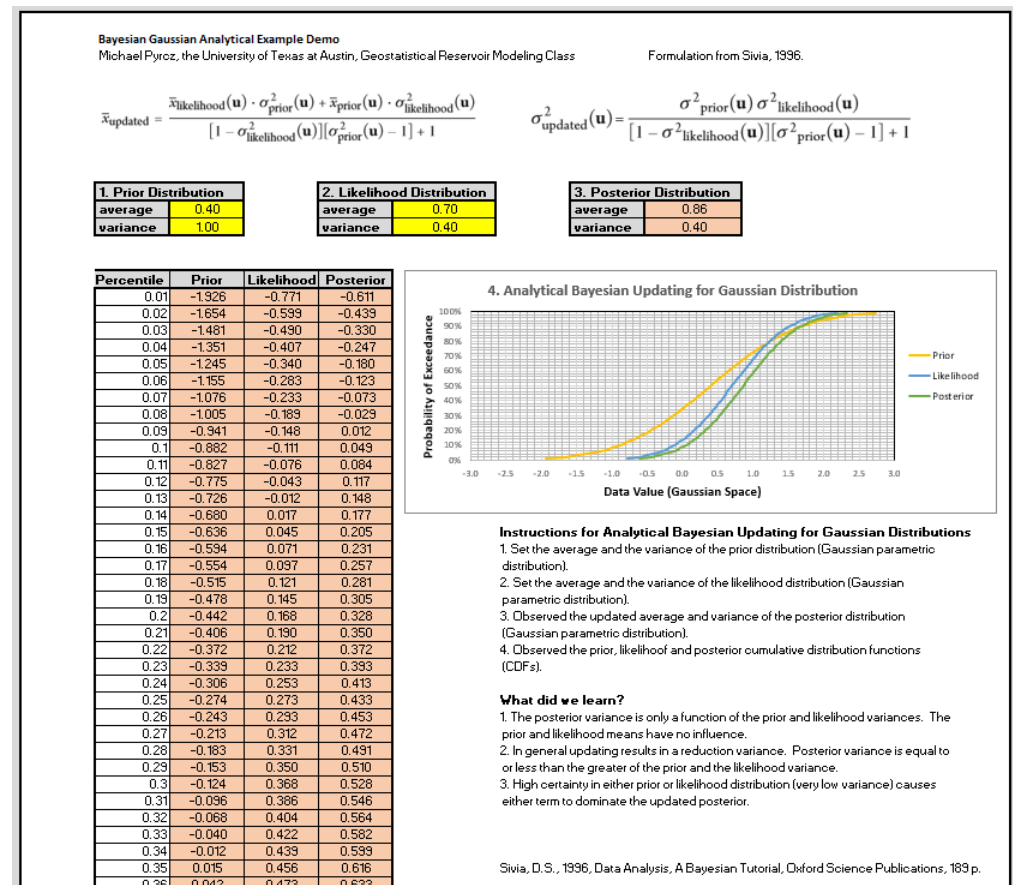 Bayesian Gaussian Analytical Example Demo
Michael Pyrcz, the University of Texas at Austin, Geostatistical Reservoir Modeling Class Formulation from Sivia, 1996.
x̄updated = x̄likelihood(u) · σ²prior(u) + x̄prior(u) · σ²likelihood(u) / [1 – σ²likelihood(u)][σ²prior(u) – 1] + 1
σ²updated(u) = σ²prior(u) σ²likelihood(u) / [1 – σ²likelihood(u)][σ²prior(u) – 1] + 1
1. Prior Distribution
average 0.40
variance 1.00
2. Likelihood Distribution
average 0.70
variance 0.40
3. Posterior Distribution
average 0.86
variance 0.40
Percentile Prior Likelihood Posterior
0.01 -1.926 -0.771 -0.611
0.02 -1.654 -0.599 -0.439
0.03 -1.481 -0.490 -0.330
0.04 -1.351 -0.407 -0.247
0.05 -1.245 -0.340 -0.180
0.06 -1.155 -0.283 -0.123
0.07 -1.076 -0.233 -0.073
0.08 -1.005 -0.189 -0.029
0.09 -0.941 -0.148 0.012
0.1 -0.882 -0.111 0.049
0.11 -0.827 -0.076 0.084
0.12 -0.775 -0.043 0.117
0.13 -0.726 -0.012 0.148
0.14 -0.680 0.017 0.177
0.15 -0.636 0.045 0.205
0.16 -0.594 0.071 0.231
0.17 -0.554 0.097 0.257
0.18 -0.515 0.121 0.281
0.19 -0.478 0.145 0.305
0.2 -0.442 0.168 0.328
0.21 -0.406 0.190 0.350
0.22 -0.372 0.212 0.372
0.23 -0.339 0.233 0.393
0.24 -0.306 0.253 0.413
0.25 -0.274 0.273 0.433
0.26 -0.243 0.293 0.453
0.27 -0.213 0.312 0.472
0.28 -0.183 0.331 0.491
0.29 -0.153 0.350 0.510
0.3 -0.124 0.368 0.528
0.31 -0.096 0.386 0.546
0.32 -0.068 0.404 0.564
0.33 -0.040 0.422 0.582
0.34 -0.012 0.439 0.599
0.35 0.015 0.456 0.616
0.36 0.042 0.473 0.633
4. Analytical Bayesian Updating for Gaussian Distribution
Probability of Exceedance
100%
90%
80%
70%
60%
50%
40%
30%
20%
10%
0%
-3.0 -2.5 -2.0 -1.5 -1.0 -0.5 0.0 0.5 1.0 1.5 2.0 2.5 3.0
Data Value (Gaussian Space)
Prior
Likelihood
Posterior
Instructions for Analytical Bayesian Updating for Gaussian Distributions
1. Set the average and the variance of the prior distribution (Gaussian parametric
distribution).
2. Set the average and the variance of the likelihood distribution (Gaussian
parametric distribution).
3. Observed the updated average and variance of the posterior distribution
(Gaussian parametric distribution).
4. Observed the prior, likelihoof and posterior cumulative distribution functions
(CDFs).
What did we learn?
1. The posterior variance is only a function of the prior and likelihood variances. The
prior and likelihood means have no influence.
2. In general updating results in a reduction variance. Posterior variance is equal to
or less than the greater of the prior and the likelihood variance.
3. High certainty in either prior or likelihood distribution (very low variance) causes
either term to dominate the updated posterior.
Sivia, D.S., 1996, Data Analysis, A Bayesian Tutorial, Oxford Science Publications, 189 p.